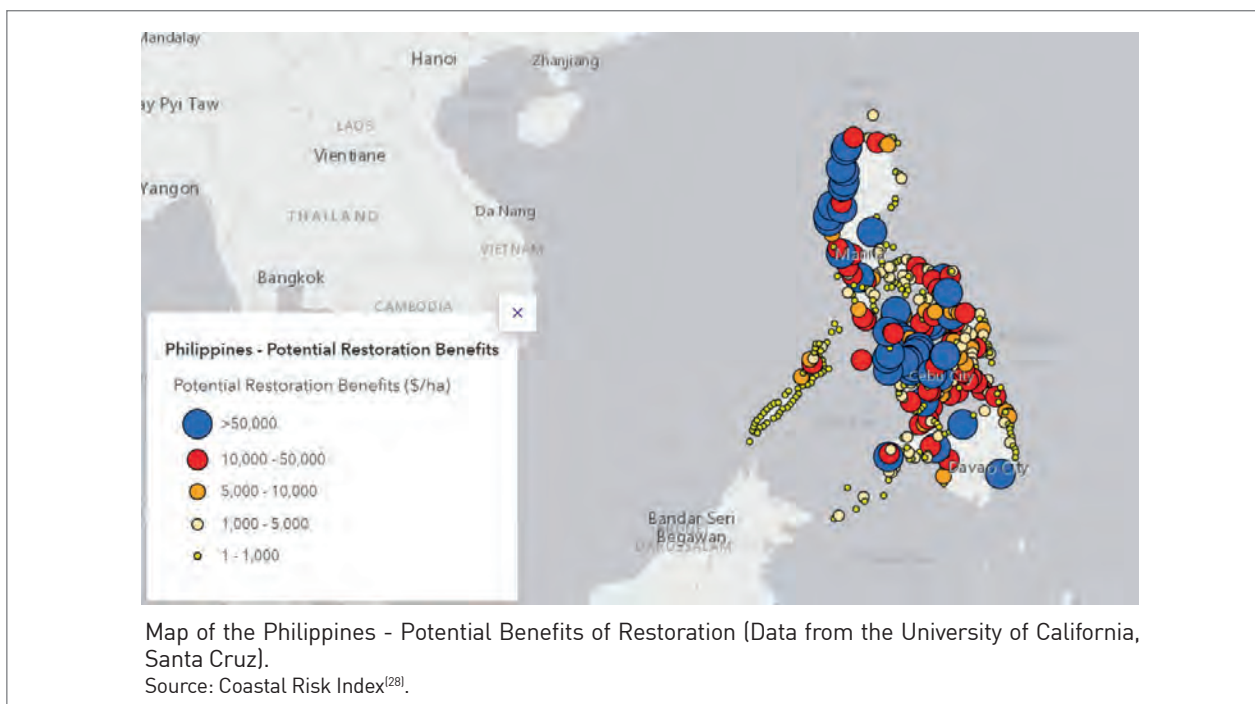 Mandalay
Hanoi
Zhanjiang
ay Pyi Taw
LAOS
Vientiane
Yangon
THAILAND
Da Nang
VIETNAM
Bangkok
CAMBODIA
Manila
×
Philippines - Potential Restoration Benefits
Potential Restoration Benefits ($/ha)
>50,000
10,000 - 50,000
5,000 - 10,000
1,000 - 5,000
1 - 1,000
Cebu City
Davao City
Bandar Seri
Begawan
DARUSSALAM
Map of the Philippines - Potential Benefits of Restoration (Data from the University of California,
Santa Cruz).
Source: Coastal Risk Index[28].